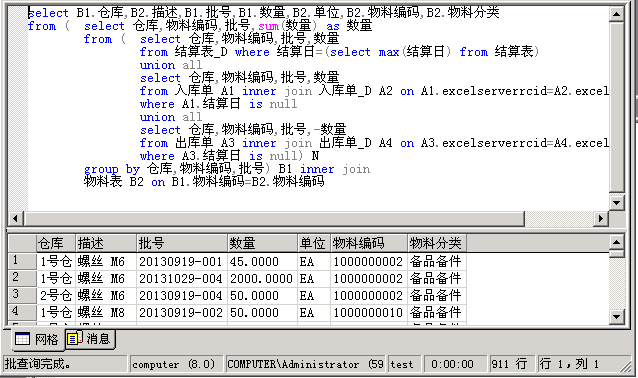 select B1.仓库,B2.描述,B1.批号,B1.数量,B2.单位,B2.物料编码,B2.物料分类
from ( select 仓库,物料编码,批号,sum(数量) as 数量
from ( select 仓库,物料编码,批号,数量
from 结算表_D where 结算日=(select max(结算日) from 结算表)
union all
select 仓库,物料编码,批号,数量
from 入库单 A1 inner join 入库单_D A2 on A1.excelserverrcid=A2.excel
where A1.结算日 is null
union all
select 仓库,物料编码,批号,-数量
from 出库单 A3 inner join 出库单_D A4 on A3.excelserverrcid=A4.excel
where A3.结算日 is null) N
group by 仓库,物料编码,批号) B1 inner join
物料表 B2 on B1.物料编码=B2.物料编码
仓库 描述 批号 数量 单位 物料编码 物料分类
1 1号仓 螺丝 M6 20130919-001 45.0000 EA 1000000002 备品备件
2 1号仓 螺丝 M6 20131029-004 2000.0000 EA 1000000002 备品备件
3 2号仓 螺丝 M6 20130919-004 50.0000 EA 1000000002 备品备件
4 1号仓 螺丝 M8 20130919-002 50.0000 EA 1000000010 备品备件
网格 消息
批查询完成。 computer (8.0) COMPUTER\Administrator (59 test 0:00:00 911 行 行 1,列 1